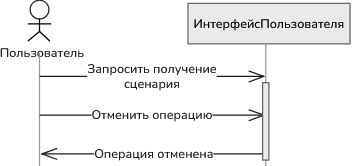 ИнтерфейсПользователя
Пользователь
Запросить получение
сценария
Отменить операцию
Операция отменена